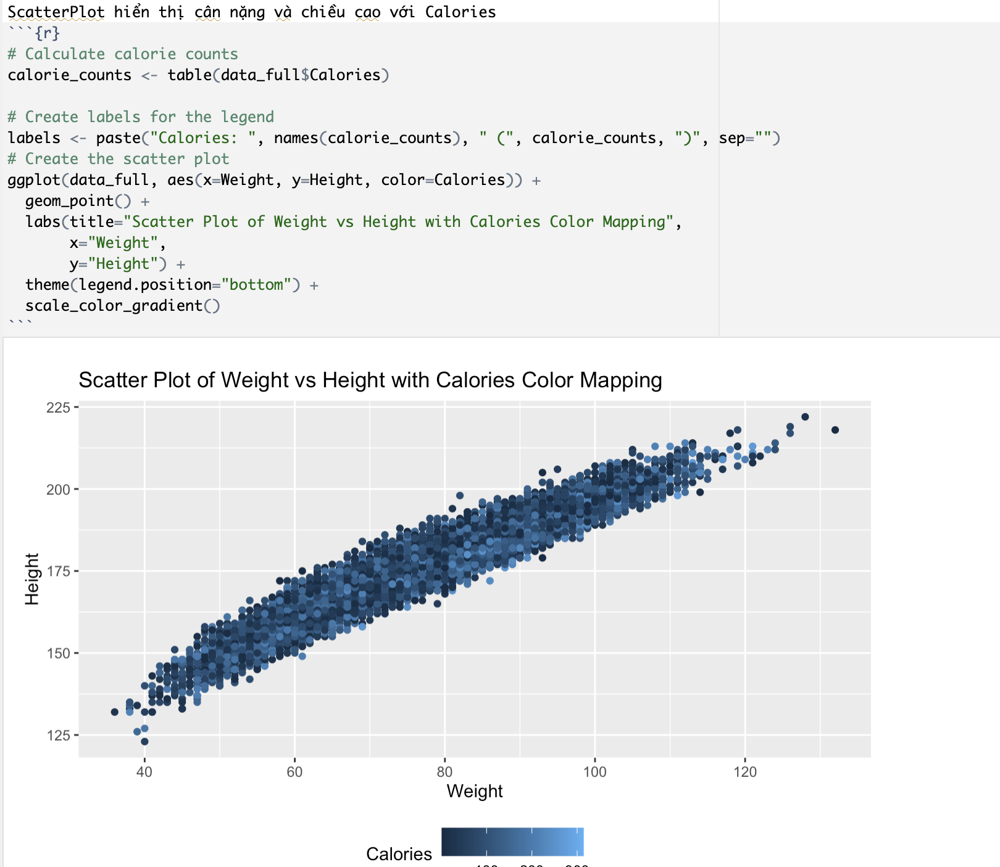 ScatterPlot hiển thị cân nặng và chiều cao với Calories
```{r}
# Calculate calorie counts
calorie_counts <- table(data_full$Calories)
# Create labels for the legend
labels <- paste("Calories: ", names(calorie_counts), " (", calorie_counts, ")", sep="")
# Create the scatter plot
ggplot(data_full, aes(x=Weight, y=Height, color=Calories)) +
  geom_point() +
  labs(title="Scatter Plot of Weight vs Height with Calories Color Mapping",
       x="Weight",
       y="Height") +
  theme(legend.position="bottom") +
  scale_color_gradient()
```
Scatter Plot of Weight vs Height with Calories Color Mapping
225
200
175
150
125
Height
40 60 80 100 120
Weight
Calories